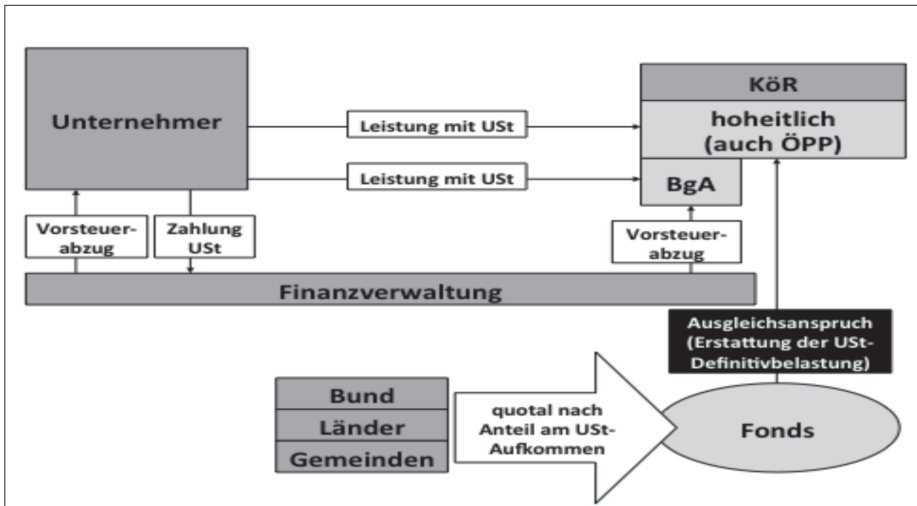 Unternehmer
Leistung mit USt
Leistung mit USt
KöR
hoheitlich
(auch ÖPP)
BgA
Vorsteuer-
abzug
Zahlung
USt
Vorsteuer-
abzug
Finanzverwaltung
Ausgleichsanspruch
(Erstattung der USt-
Definitivbelastung)
Bund
Länder
Gemeinden
quotal nach
Anteil am USt-
Aufkommen
Fonds